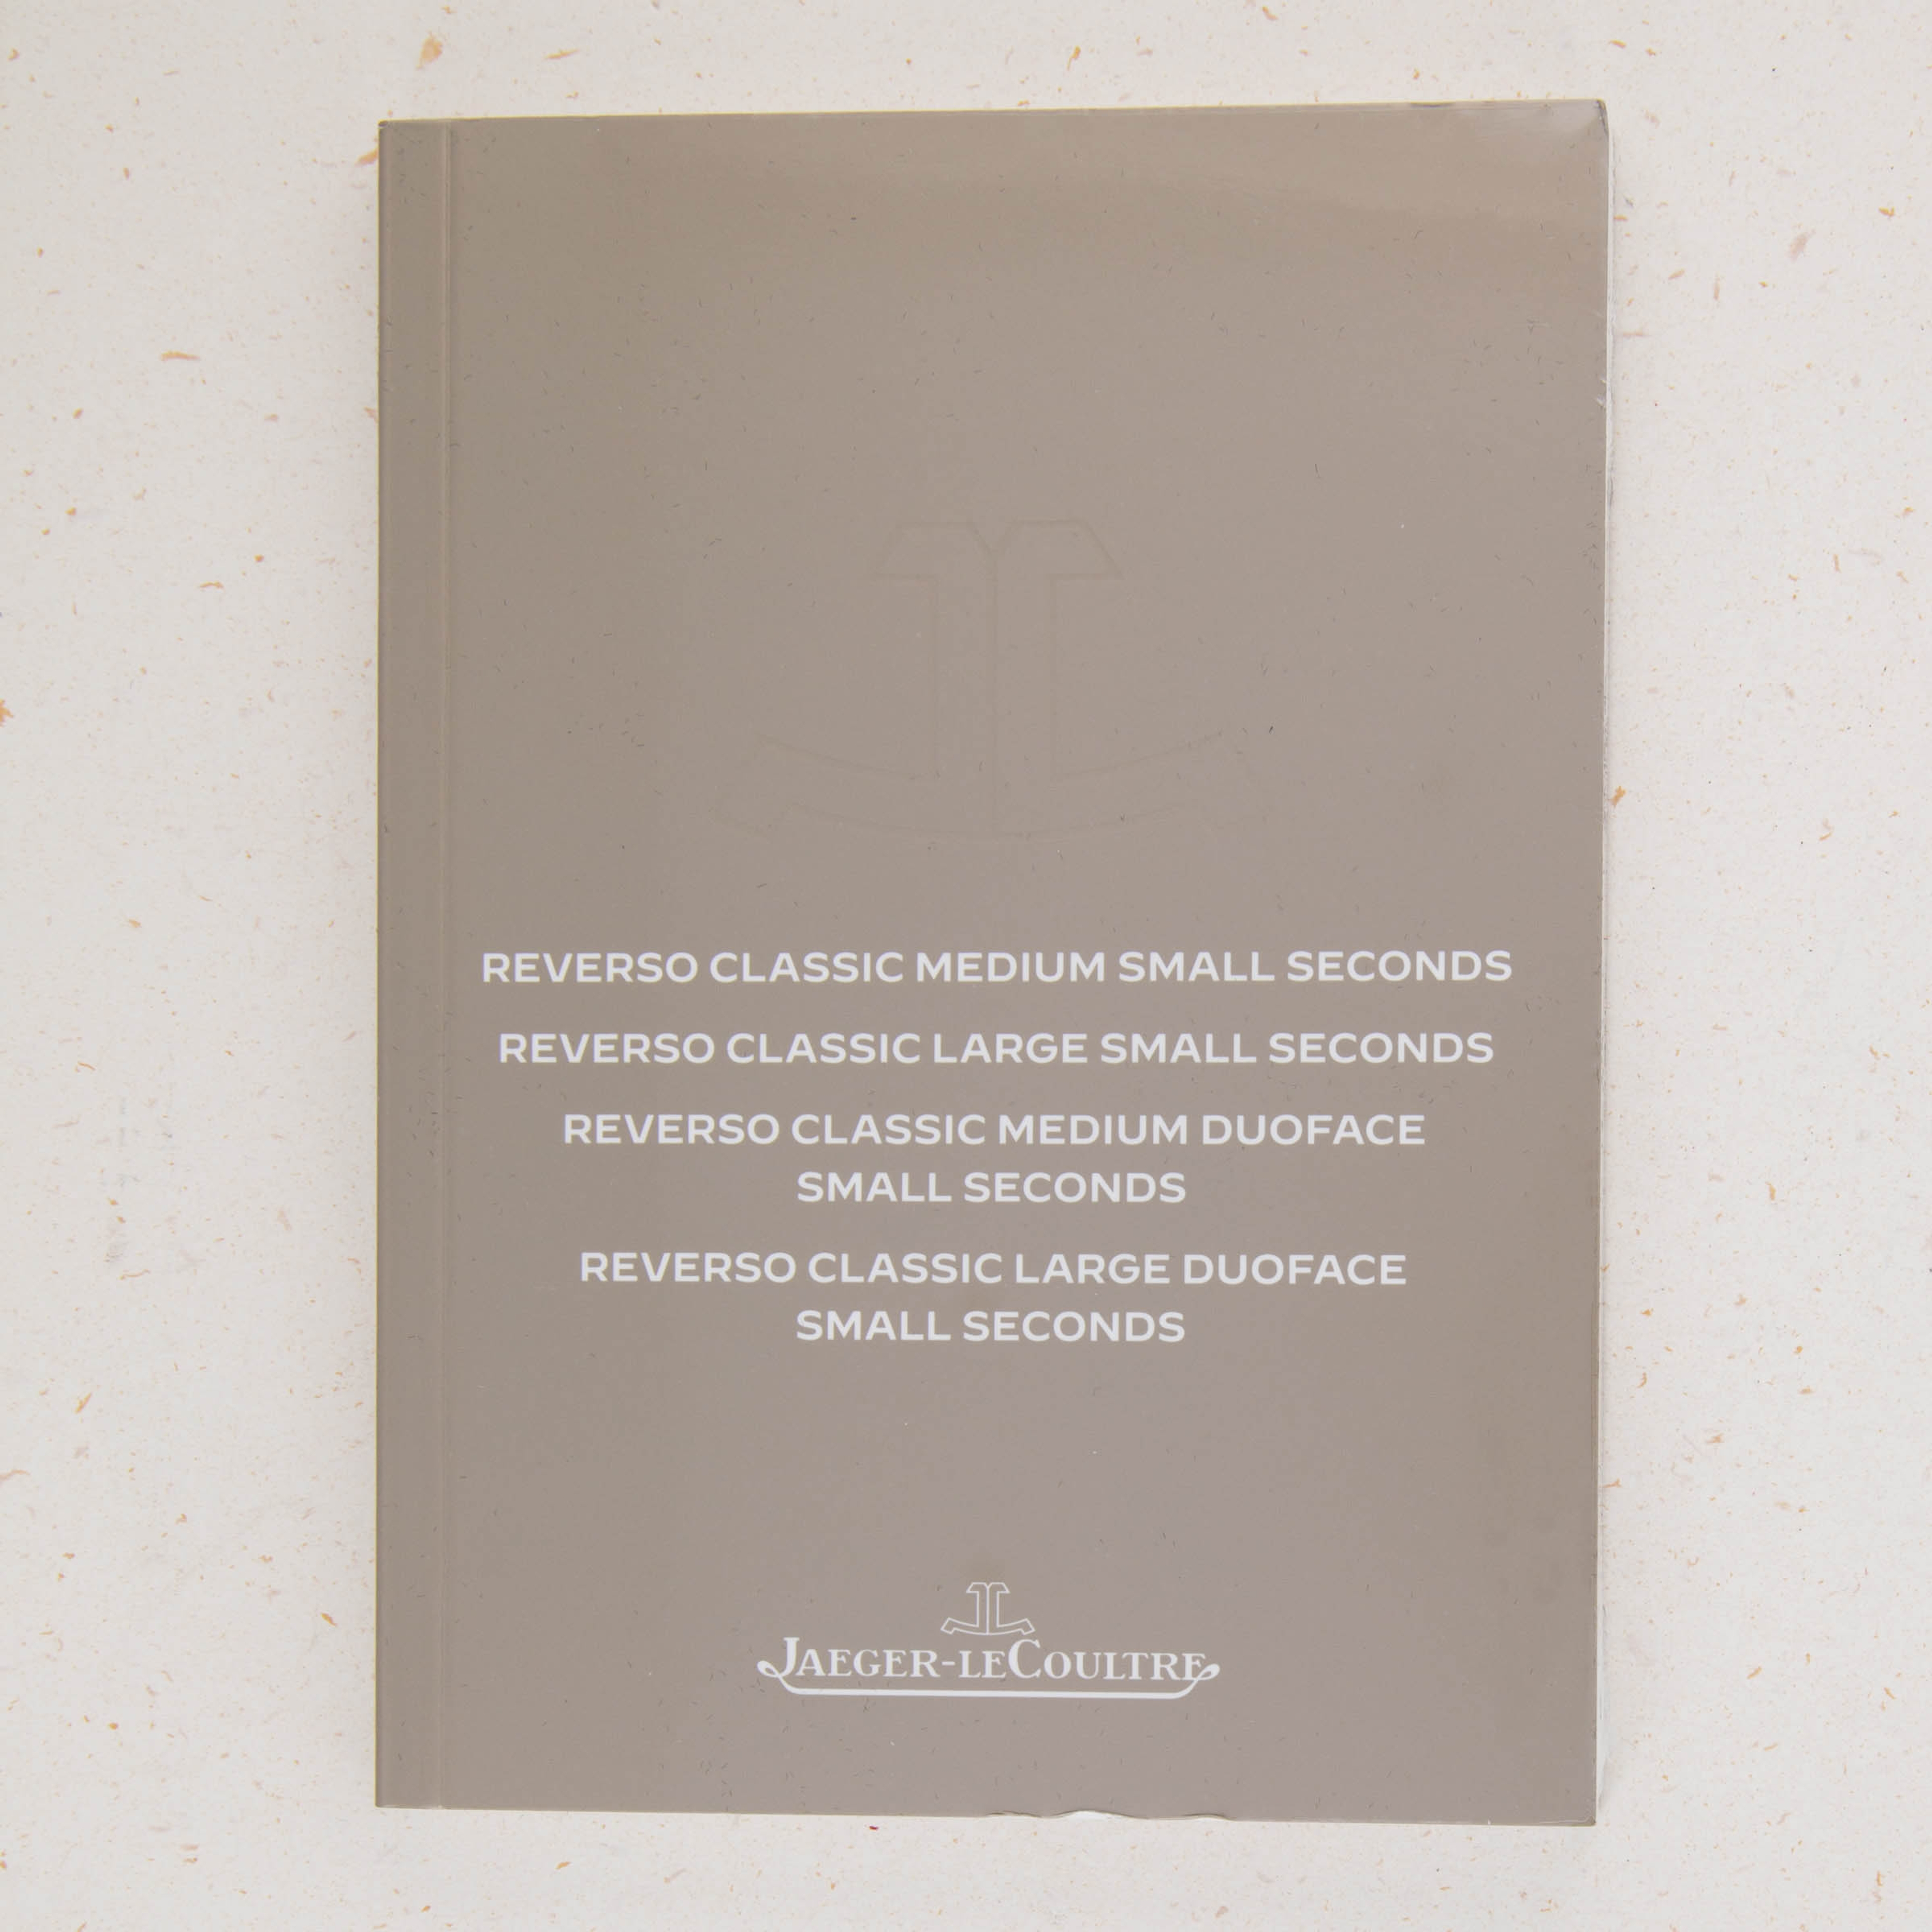 REVERSO CLASSIC MEDIUM SMALL SECONDS
REVERSO CLASSIC LARGE SMALL SECONDS
REVERSO CLASSIC MEDIUM DUOFACE
SMALL SECONDS
REVERSO CLASSIC LARGE DUOFACE
SMALL SECONDS
JAEGER-LECOULTRE